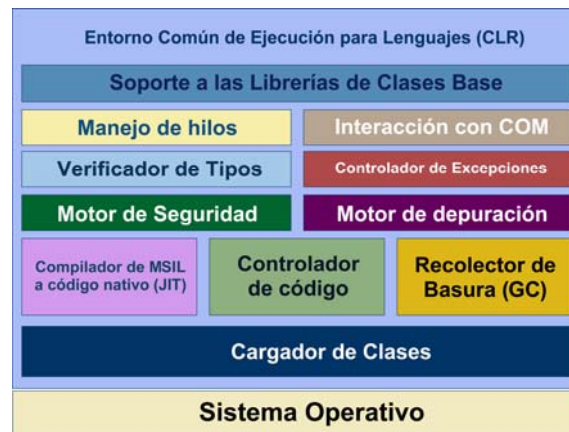 Entorno Común de Ejecución para Lenguajes (CLR)
Soporte a las Librerías de Clases Base
Manejo de hilos
Interacción con COM
Verificador de Tipos
Controlador de Excepciones
Motor de Seguridad
Motor de depuración
Compilador de MSIL
a código nativo (JIT)
Controlador
de código
Recolector de
Basura (GC)
Cargador de Clases
Sistema Operativo